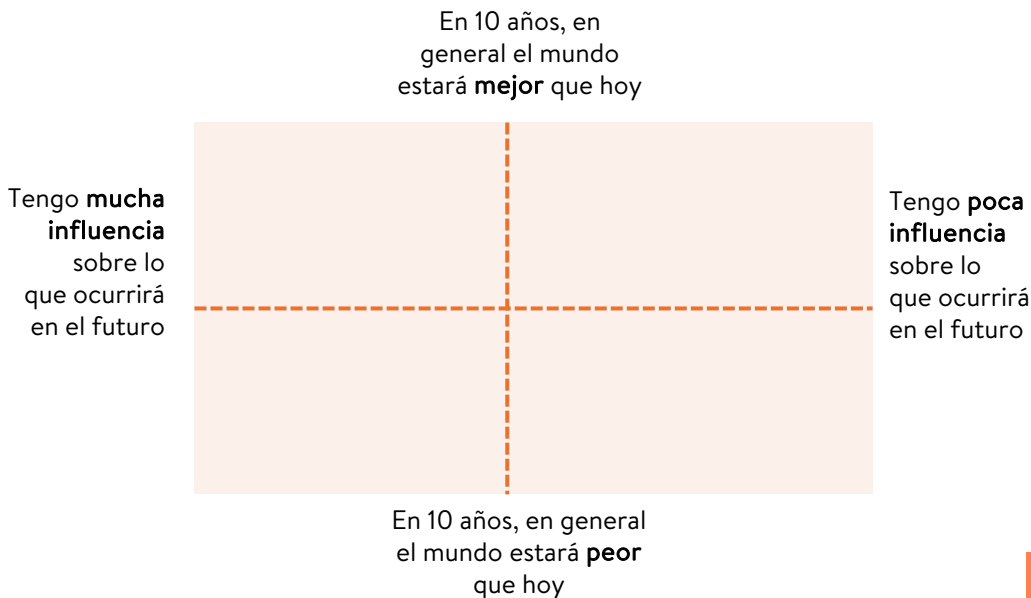 En 10 años, en
general el mundo
estará mejor que hoy
Tengo mucha
influencia
sobre lo
que ocurrirá
en el futuro
Tengo poca
influencia
sobre lo
que ocurrirá
en el futuro
En 10 años, en general
el mundo estará peor
que hoy